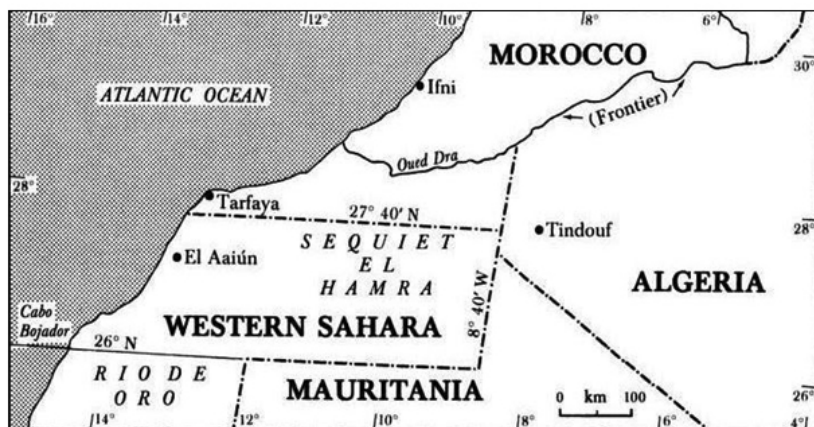 /16°
/14°
/12°
/10°
/8°
6°/
MOROCCO
30°
ATLANTIC OCEAN
Ifni
(Frontier)
Oued Dra
28°
Tarfaya
27° 40′ N
Tindouf
28°
SEQUIET
EL
HAMRA
El Aaiún
8° 40′ W
ALGERIA
Cabo
Bojador
WESTERN SAHARA
26° N
RIO DE
ORO
MAURITANIA
0 km 100
26°
/14°
/12°
/10°
/8°
/6°
4°/